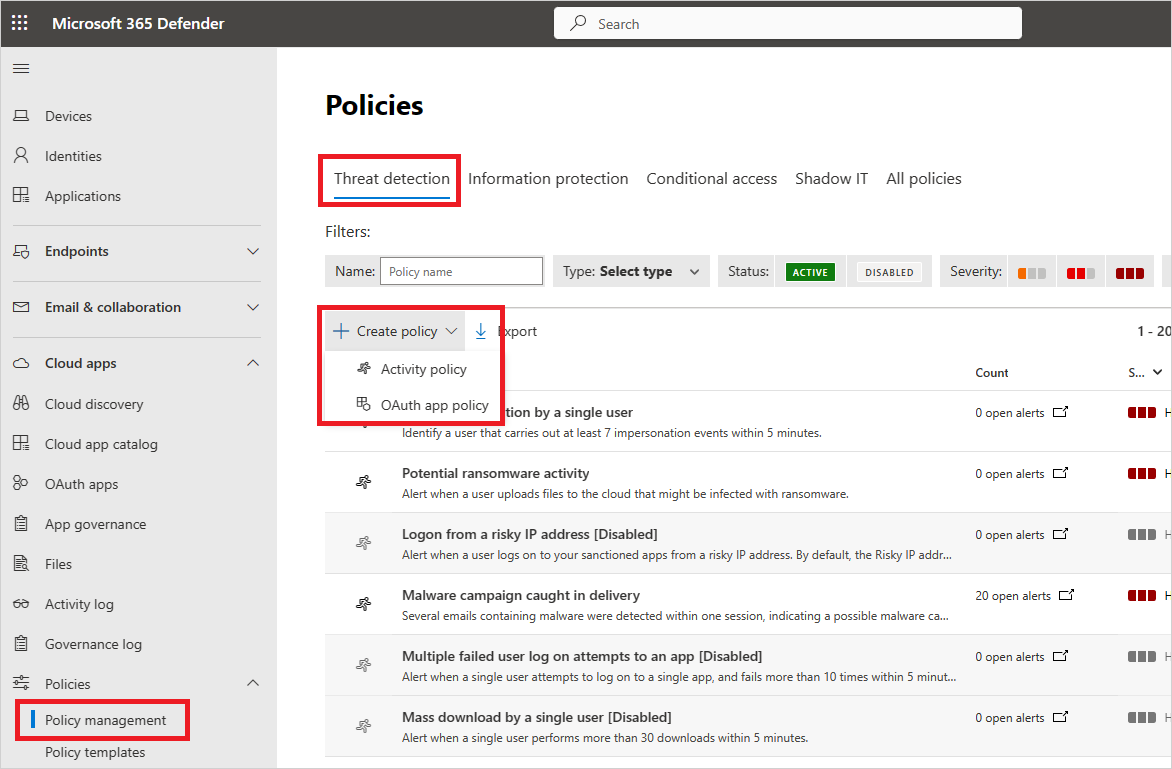 Microsoft 365 Defender
Search
Devices
Identities
Applications
Endpoints
Email & collaboration
Cloud apps
Cloud discovery
Cloud app catalog
OAuth apps
App governance
Files
Activity log
Governance log
Policies
Policy management
Policy templates
Policies
Threat detection Information protection Conditional access Shadow IT All policies
Filters:
Name: Policy name Type: Select type Status: ACTIVE DISABLED Severity:
Create policy Export 1 - 20
Activity policy
OAuth app policy
Count S...
by a single user 0 open alerts H
Identify a user that carries out at least 7 impersonation events within 5 minutes.
Potential ransomware activity 0 open alerts H
Alert when a user uploads files to the cloud that might be infected with ransomware.
Logon from a risky IP address [Disabled] 0 open alerts H
Alert when a user logs on to your sanctioned apps from a risky IP address. By default, the Risky IP addr...
Malware campaign caught in delivery 20 open alerts H
Several emails containing malware were detected within one session, indicating a possible malware ca...
Multiple failed user log on attempts to an app [Disabled] 0 open alerts H
Alert when a single user attempts to log on to a single app, and fails more than 10 times within 5 minut...
Mass download by a single user [Disabled] 0 open alerts H
Alert when a single user performs more than 30 downloads within 5 minutes.